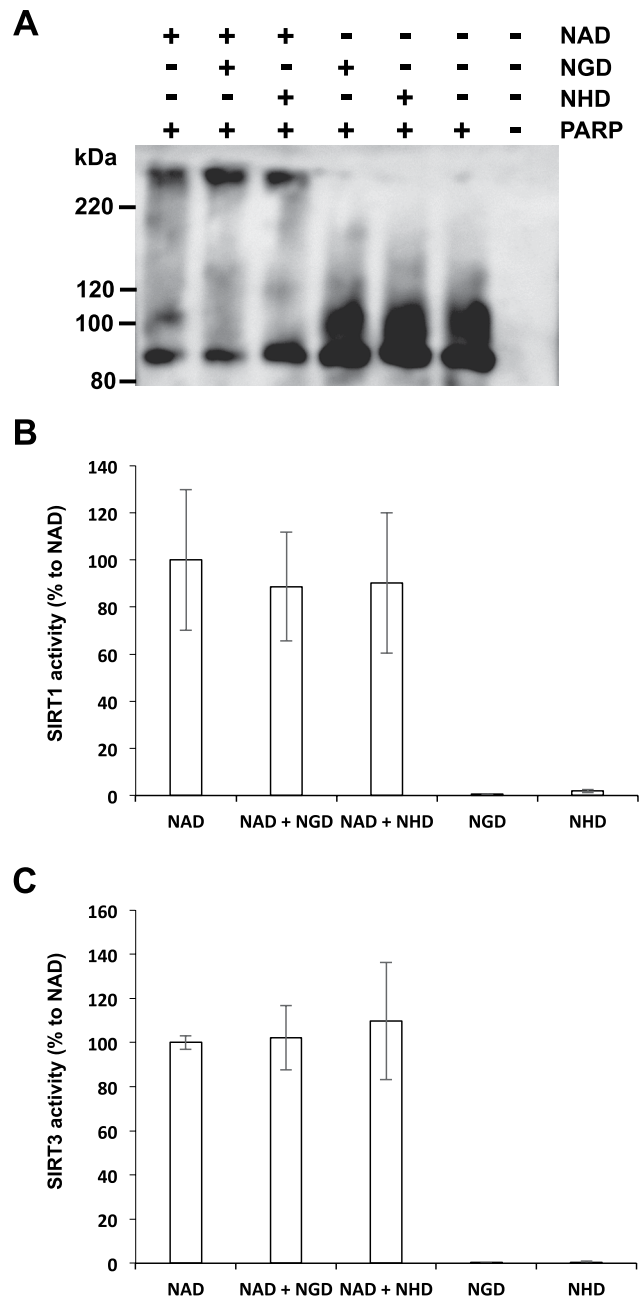 A
+ + + - - - - NAD
- + - + - - - NGD
- - + - + - - NHD
+ + + + + + - PARP
kDa
220
120
100
80
B
SIRT1 activity (% to NAD)
140
120
100
80
60
40
20
0
NAD NAD + NGD NAD + NHD NGD NHD
C
SIRT3 activity (% to NAD)
160
140
120
100
80
60
40
20
0
NAD NAD + NGD NAD + NHD NGD NHD